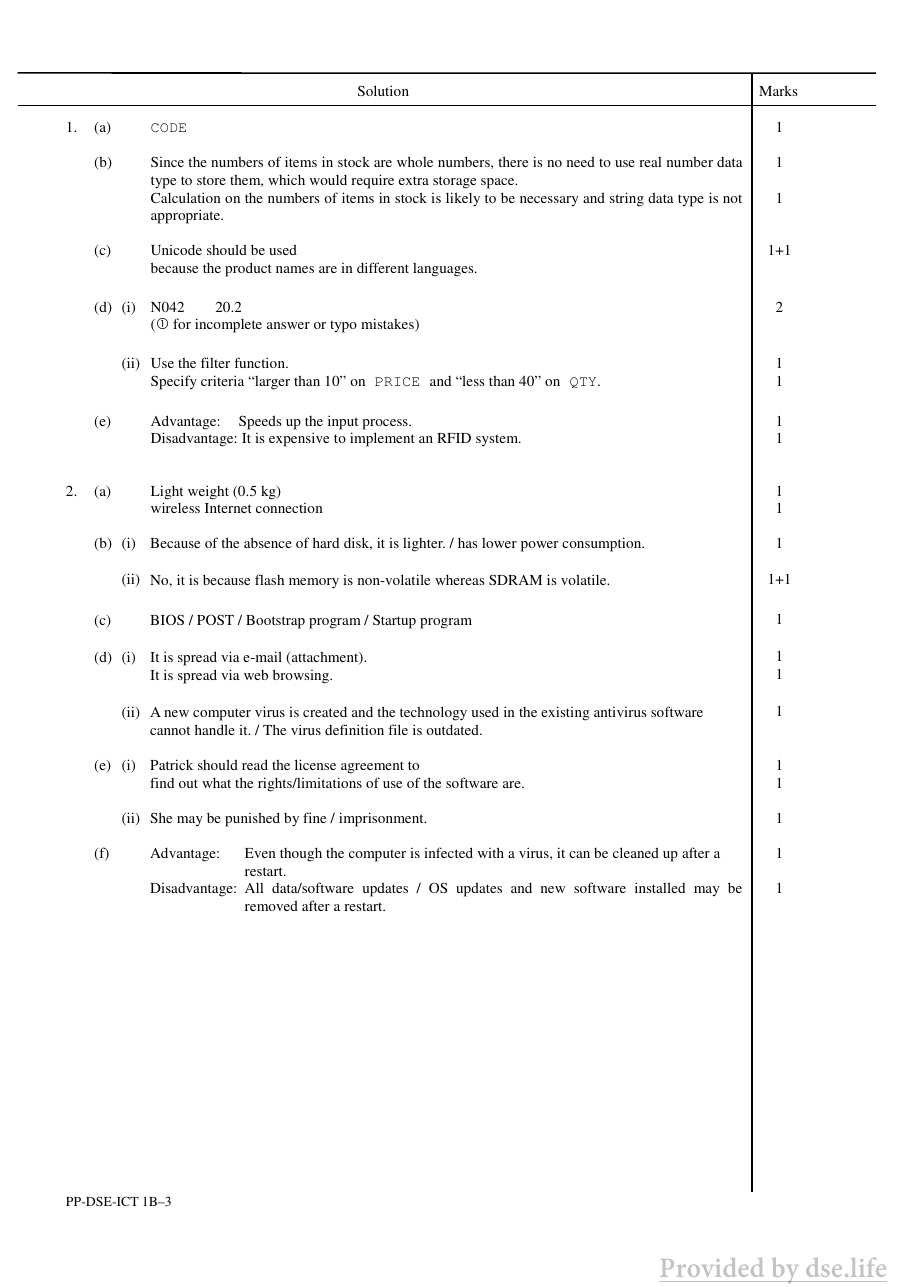 Solution Marks
1. (a) CODE 1
(b) Since the numbers of items in stock are whole numbers, there is no need to use real number data 1
type to store them, which would require extra storage space.
Calculation on the numbers of items in stock is likely to be necessary and string data type is not 1
appropriate.
(c) Unicode should be used 1+1
because the product names are in different languages.
(d) (i) N042 20.2 2
(① for incomplete answer or typo mistakes)
(ii) Use the filter function. 1
Specify criteria “larger than 10” on PRICE and “less than 40” on QTY. 1
(e) Advantage: Speeds up the input process. 1
Disadvantage: It is expensive to implement an RFID system. 1
2. (a) Light weight (0.5 kg) 1
wireless Internet connection 1
(b) (i) Because of the absence of hard disk, it is lighter. / has lower power consumption. 1
(ii) No, it is because flash memory is non-volatile whereas SDRAM is volatile. 1+1
(c) BIOS / POST / Bootstrap program / Startup program 1
(d) (i) It is spread via e-mail (attachment). 1
It is spread via web browsing. 1
(ii) A new computer virus is created and the technology used in the existing antivirus software 1
cannot handle it. / The virus definition file is outdated.
(e) (i) Patrick should read the license agreement to 1
find out what the rights/limitations of use of the software are. 1
(ii) She may be punished by fine / imprisonment. 1
(f) Advantage: Even though the computer is infected with a virus, it can be cleaned up after a 1
restart.
Disadvantage: All data/software updates / OS updates and new software installed may be 1
removed after a restart.
PP-DSE-ICT 1B–3
Provided by dse.life